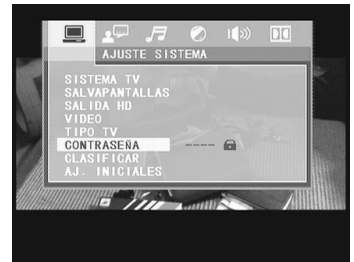 AJUSTE SISTEMA
SISTEMA TV
SALVAPANTALLAS
SALIDA HD
VIDEO
TIPO TV
CONTRASEÑA ----
CLASIFICAR
AJ. INICIALES